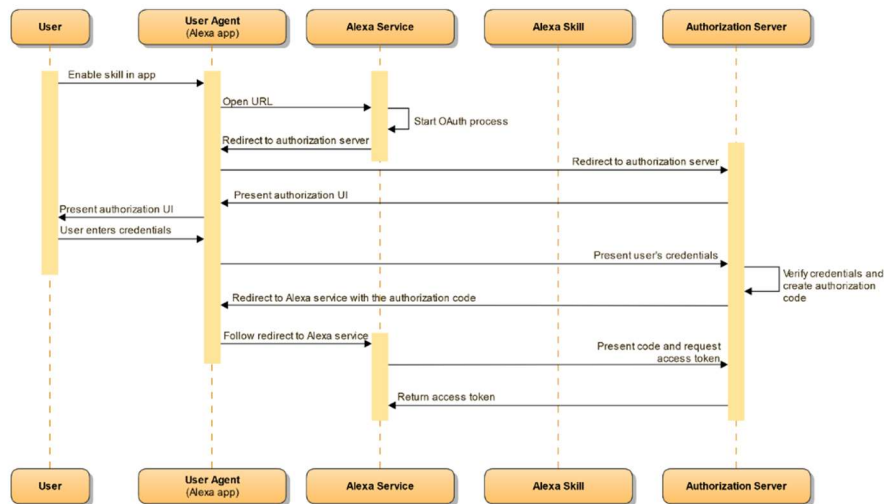 User
User Agent
(Alexa app)
Alexa Service
Alexa Skill
Authorization Server
Enable skill in app
Open URL
Start OAuth process
Redirect to authorization server
Redirect to authorization server
Present authorization UI
Present authorization UI
User enters credentials
Present user's credentials
Verify credentials and
create authorization
code
Redirect to Alexa service with the authorization code
Follow redirect to Alexa service
Present code and request
access token
Return access token
User
User Agent
(Alexa app)
Alexa Service
Alexa Skill
Authorization Server